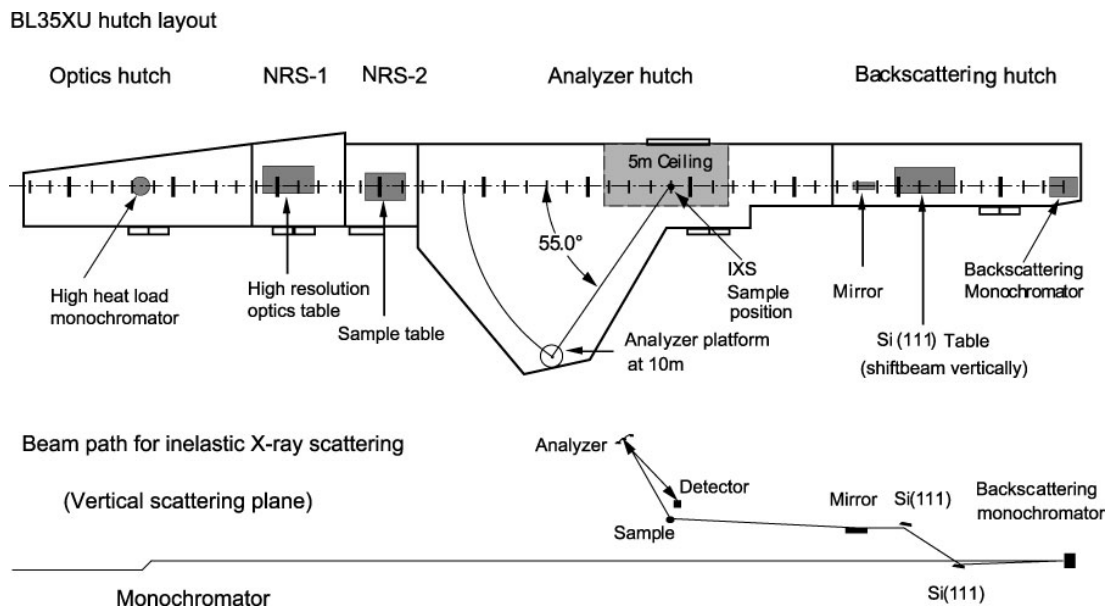 BL35XU hutch layout
Optics hutch
NRS-1
NRS-2
Analyzer hutch
Backscattering hutch
5m Ceiling
55.0°
High heat load
monochromator
High resolution
optics table
Sample table
Analyzer platform
at 10m
IXS
Sample
position
Mirror
Si (111) Table
(shiftbeam vertically)
Backscattering
Monochromator
Beam path for inelastic X-ray scattering
(Vertical scattering plane)
Analyzer
Detector
Sample
Mirror
Si(111)
Backscattering
monochromator
Si(111)
Monochromator